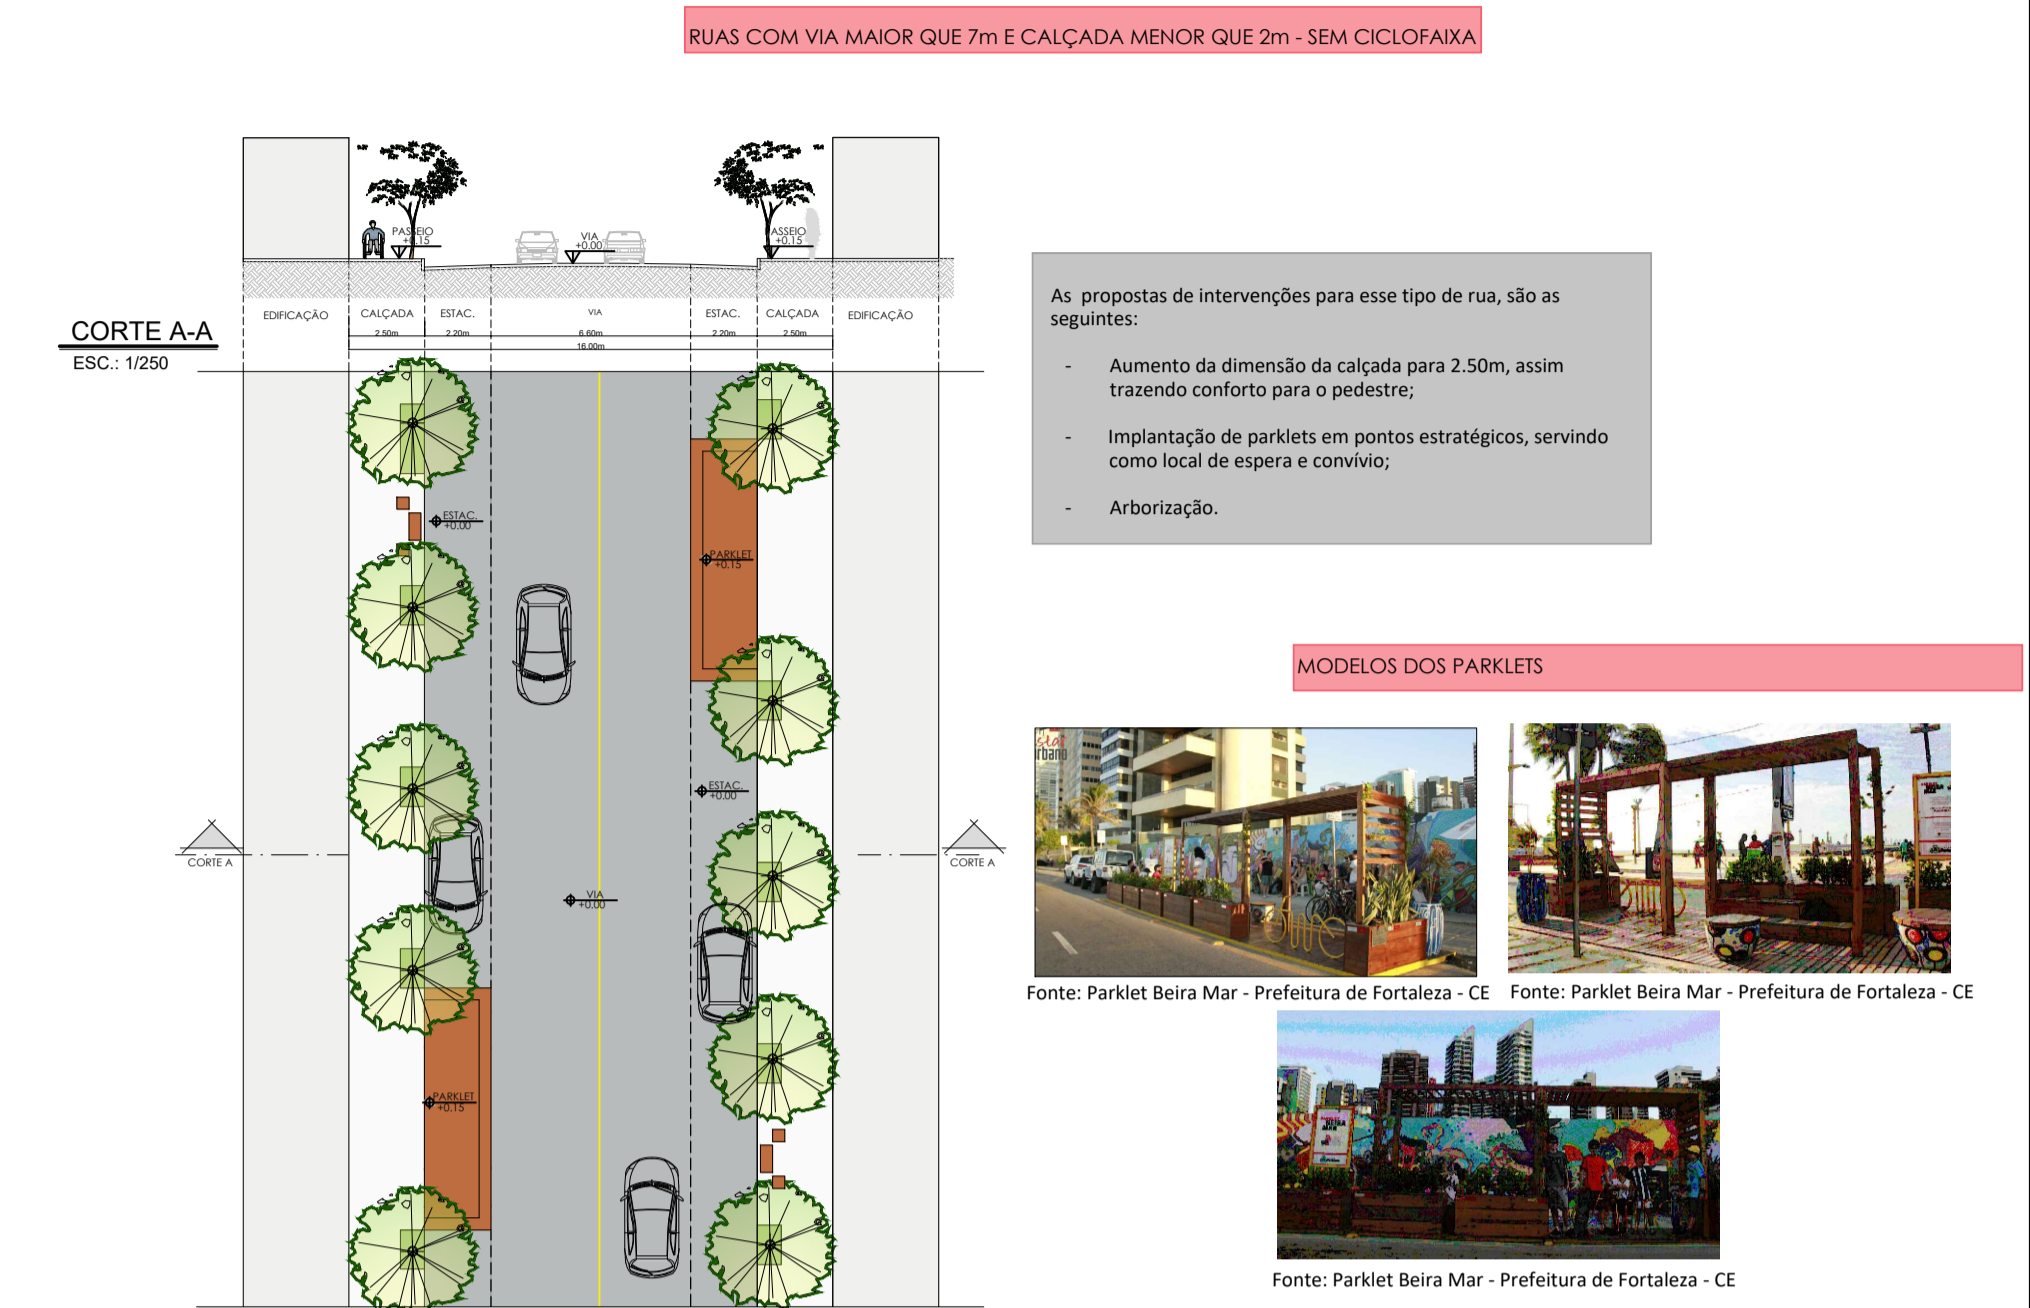 RUAS COM VIA MAIOR QUE 7m E CALÇADA MENOR QUE 2m - SEM CICLOFAIXA
PASSEIO
+0.15
VIA
+0.00
PASSEIO
+0.15
EDIFICAÇÃO
CALÇADA
ESTAC.
VIA
ESTAC.
CALÇADA
EDIFICAÇÃO
2.50m
2.20m
6.60m
2.20m
2.50m
16.00m
CORTE A-A
ESC.: 1/250
ESTAC.
+0.00
PARKLET
+0.15
ESTAC.
+0.00
CORTE A
CORTE A
VIA
+0.00
PARKLET
+0.15
As propostas de intervenções para esse tipo de rua, são as
seguintes:
- Aumento da dimensão da calçada para 2.50m, assim
trazendo conforto para o pedestre;
- Implantação de parklets em pontos estratégicos, servindo
como local de espera e convívio;
- Arborização.
MODELOS DOS PARKLETS
Fonte: Parklet Beira Mar - Prefeitura de Fortaleza - CE
Fonte: Parklet Beira Mar - Prefeitura de Fortaleza - CE
BEIRA
MAR
Fonte: Parklet Beira Mar - Prefeitura de Fortaleza - CE